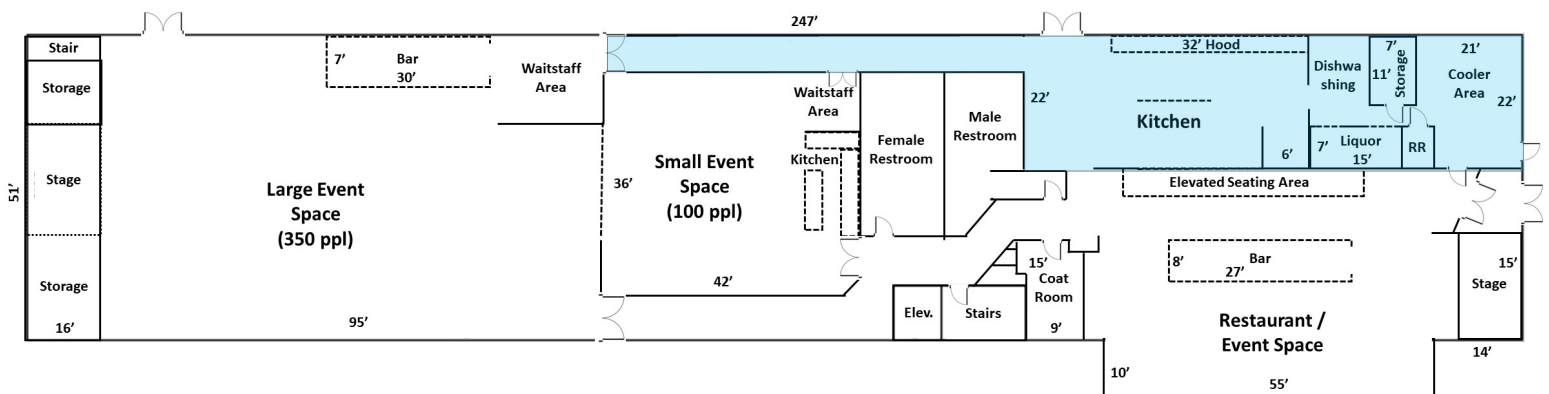 247'
Stair
Storage
Stage
Storage
16'
51'
7'
Bar
30'
Waitstaff
Area
Large Event
Space
(350 ppl)
95'
36'
Small Event
Space
(100 ppl)
42'
Waitstaff
Area
Kitchen
Female
Restroom
Male
Restroom
22'
32' Hood
Kitchen
6'
Dishwa
shing
7'
11'
Storage
21'
Cooler
Area
22'
7'
Liquor
15'
RR
Elevated Seating Area
8'
Bar
27'
15'
Coat
Room
9'
Elev.
Stairs
Restaurant /
Event Space
15'
Stage
14'
10'
55'